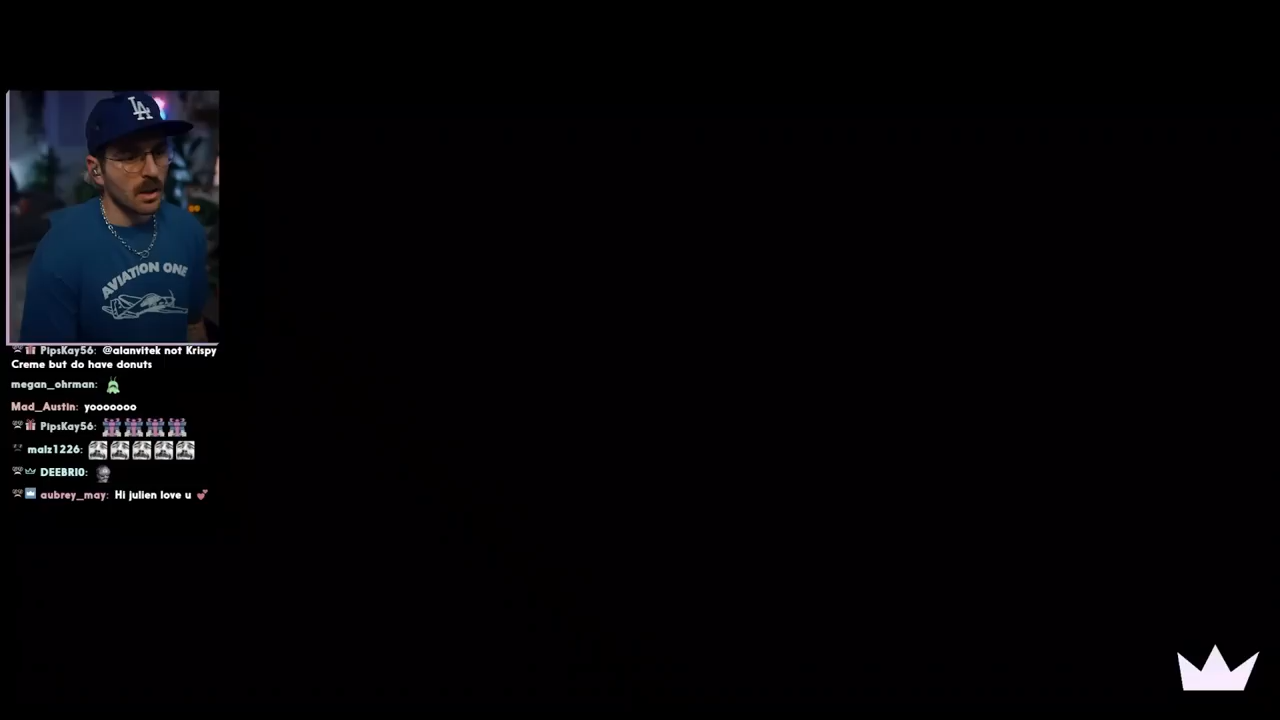 LA
AVIATION ONE
PipsKay56: @alanvitek not Krispy
Creme but do have donuts
megan_ohrman:
Mad_Austin: yooooooo
PipsKay56:
malz1226:
DEEBRI0:
aubrey_may: Hi julien love u